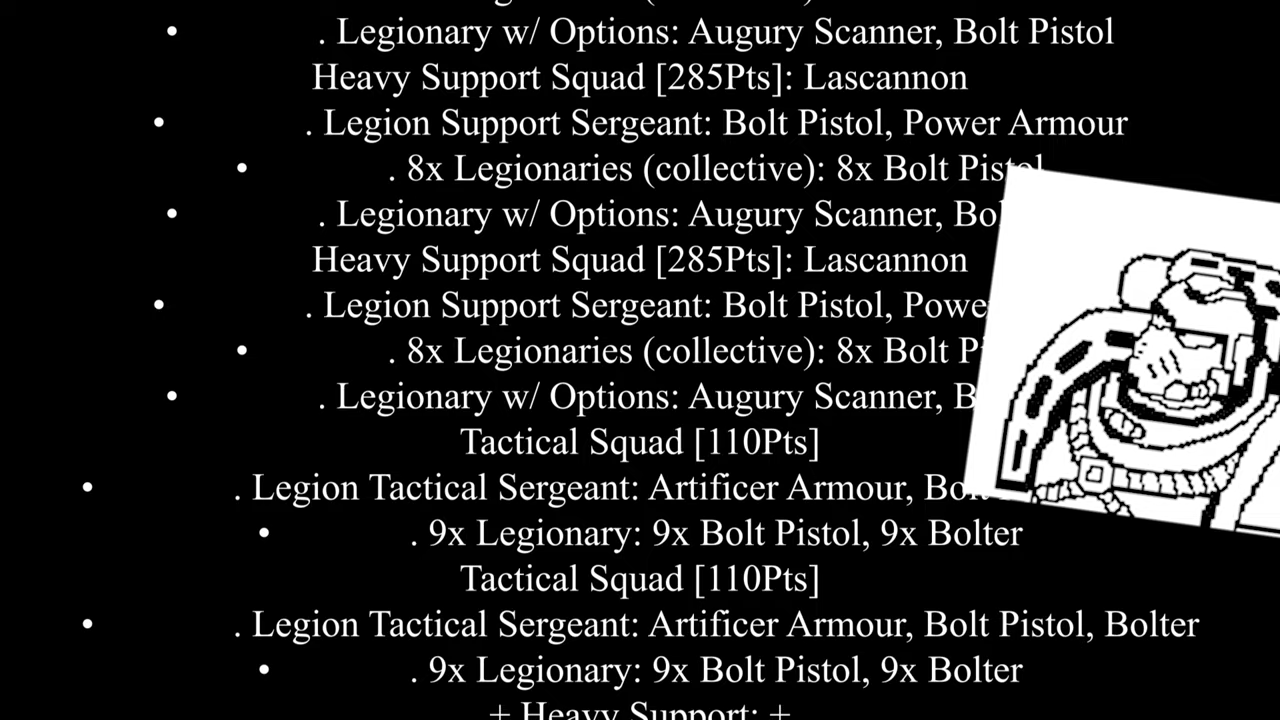 • . Legionary w/ Options: Augury Scanner, Bolt Pistol
Heavy Support Squad [285Pts]: Lascannon
• . Legion Support Sergeant: Bolt Pistol, Power Armour
• . 8x Legionaries (collective): 8x Bolt Pistol
• . Legionary w/ Options: Augury Scanner,
Heavy Support Squad [285Pts]: Lascannon
• . Legion Support Sergeant: Bolt Pistol,
• . 8x Legionaries (collective): 8x Bolt
• . Legionary w/ Options: Augury Scanner,
Tactical Squad [110Pts]
• . Legion Tactical Sergeant: Artificer Armour,
• . 9x Legionary: 9x Bolt Pistol, 9x Bolter
Tactical Squad [110Pts]
• . Legion Tactical Sergeant: Artificer Armour, Bolt Pistol, Bolter
• . 9x Legionary: 9x Bolt Pistol, 9x Bolter
+ Heavy Support: +